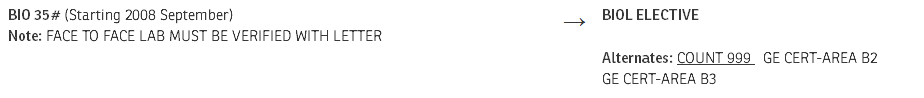 BIO 35# (Starting 2008 September) → BIOL ELECTIVE
Note: FACE TO FACE LAB MUST BE VERIFIED WITH LETTER
Alternates: COUNT 999 GE CERT-AREA B2
GE CERT-AREA B3